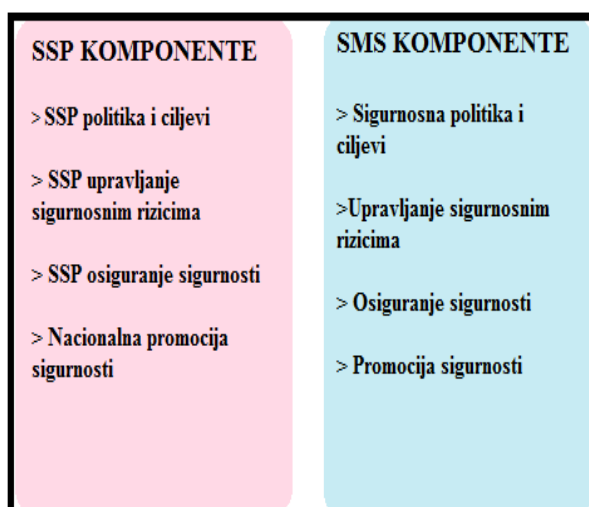 SSP KOMPONENTE
> SSP politika i ciljevi
> SSP upravljanje
sigurnosnim rizicima
> SSP osiguranje sigurnosti
> Nacionalna promocija
sigurnosti
SMS KOMPONENTE
> Sigurnosna politika i
ciljevi
>Upravljanje sigurnosnim
rizicima
> Osiguranje sigurnosti
> Promocija sigurnosti